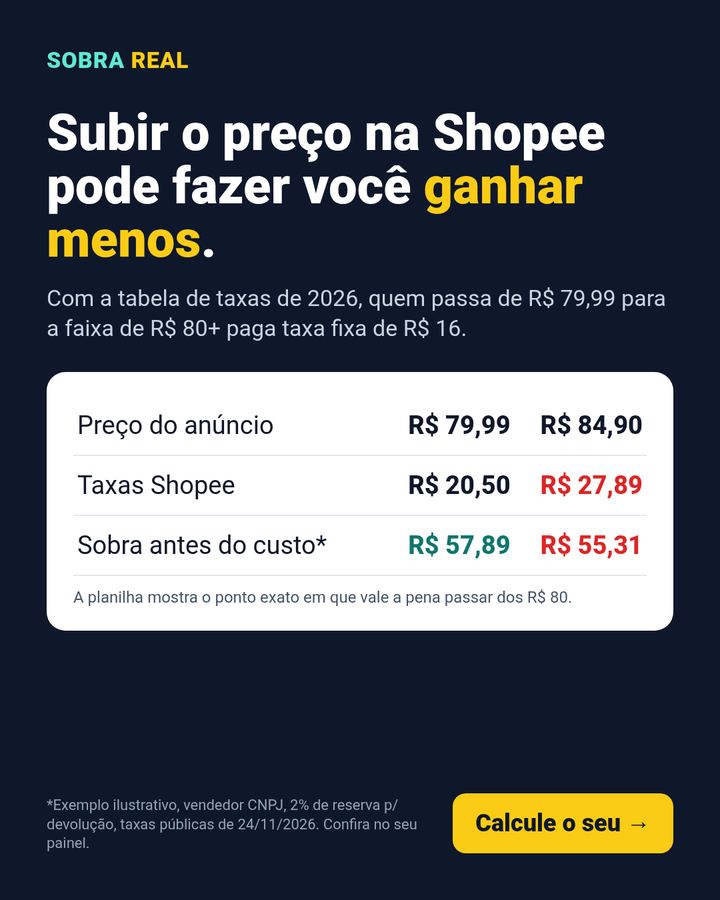 SOBRA REAL
Subir o preço na Shopee
pode fazer você ganhar
menos.
Com a tabela de taxas de 2026, quem passa de R$ 79,99 para
a faixa de R$ 80+ paga taxa fixa de R$ 16.
Preço do anúncio R$ 79,99 R$ 84,90
Taxas Shopee R$ 20,50 R$ 27,89
Sobra antes do custo* R$ 57,89 R$ 55,31
A planilha mostra o ponto exato em que vale a pena passar dos R$ 80.
*Exemplo ilustrativo, vendedor CNPJ, 2% de reserva p/
devolução, taxas públicas de 24/11/2026. Confira no seu
painel.
Calcule o seu →